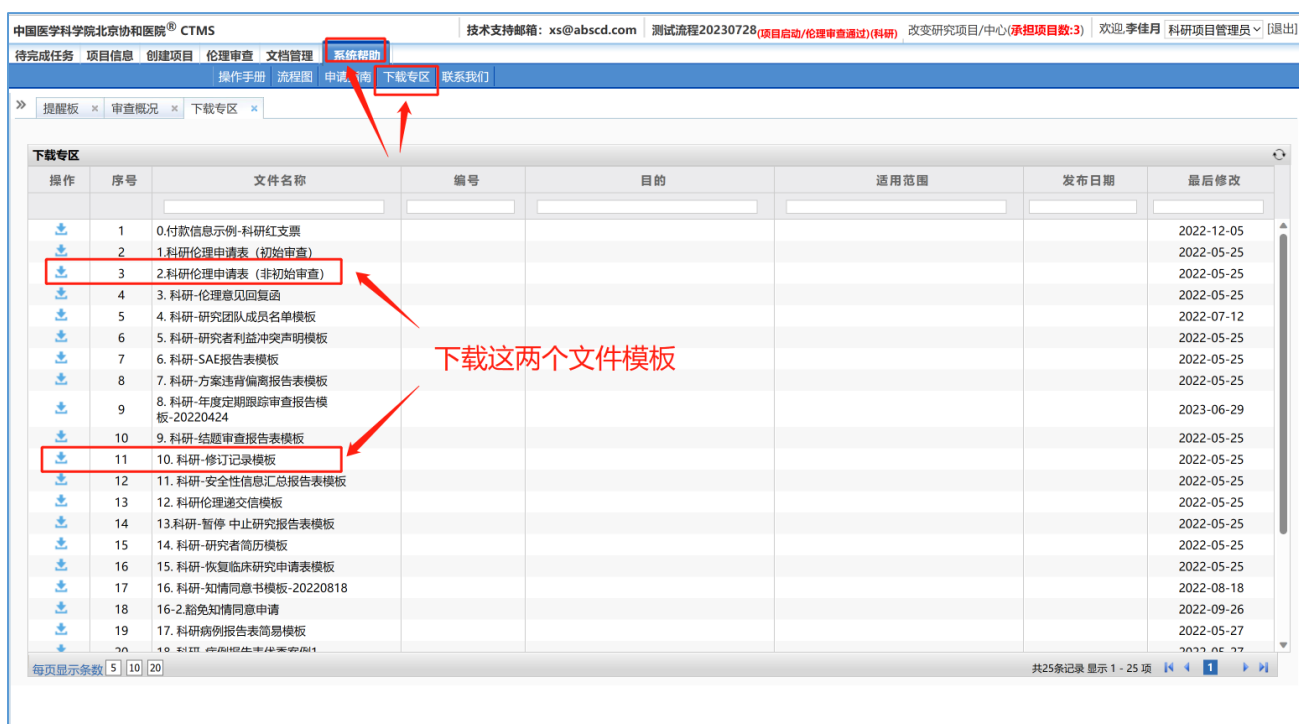 中国医学科学院北京协和医院® CTMS 技术支持邮箱：xs@abscd.com 测试流程20230728(项目启动/伦理审查通过)(科研) 改变研究项目/中心(承担项目数:3) 欢迎,李佳月 科研项目管理员 [退出]
待完成任务 项目信息 创建项目 伦理审查 文档管理 系统帮助
操作手册 流程图 申请指南 下载专区 联系我们
提醒板 × 审查概况 × 下载专区 ×
下载专区
操作 序号 文件名称 编号 目的 适用范围 发布日期 最后修改
1 0.付款信息示例-科研红支票 2022-12-05
2 1.科研伦理申请表（初始审查） 2022-05-25
3 2.科研伦理申请表（非初始审查） 2022-05-25
4 3. 科研-伦理意见回复函 2022-05-25
5 4. 科研-研究团队成员名单模板 2022-07-12
6 5. 科研-研究者利益冲突声明模板 2022-05-25
下载这两个文件模板
7 6. 科研-SAE报告表模板 2022-05-25
8 7. 科研-方案违背偏离报告表模板 2022-05-25
9 8. 科研-年度定期跟踪审查报告模
板-20220424 2023-06-29
10 9. 科研-结题审查报告表模板 2022-05-25
11 10. 科研-修订记录模板 2022-05-25
12 11. 科研-安全性信息汇总报告表模板 2022-05-25
13 12. 科研伦理递交信模板 2022-05-25
14 13.科研-暂停 中止研究报告表模板 2022-05-25
15 14. 科研-研究者简历模板 2022-05-25
16 15. 科研-恢复临床研究申请表模板 2022-05-25
17 16. 科研-知情同意书模板-20220818 2022-08-18
18 16-2.豁免知情同意申请 2022-09-26
19 17. 科研病例报告表简易模板 2022-05-27
20 18. 科研-病例报告表优秀案例1 2022-05-27
每页显示条数 5 10 20 共25条记录 显示 1 - 25 项 1